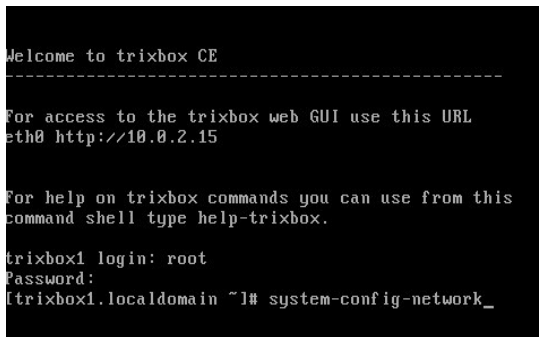 Welcome to trixbox CE
-------------------------------------------------
For access to the trixbox web GUI use this URL
eth0 http://10.0.2.15
For help on trixbox commands you can use from this
command shell type help-trixbox.
trixbox1 login: root
Password:
[trixbox1.localdomain ~]# system-config-network_